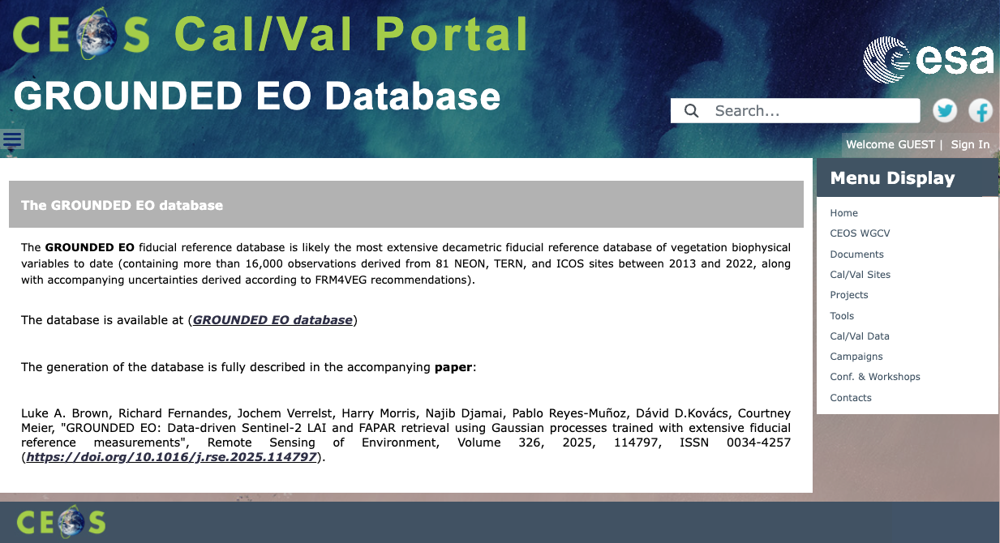 CEOS Cal/Val Portal
esa
GROUNDED EO Database
Search...
Welcome GUEST | Sign In
The GROUNDED EO database
The GROUNDED EO fiducial reference database is likely the most extensive decametric fiducial reference database of vegetation biophysical
variables to date (containing more than 16,000 observations derived from 81 NEON, TERN, and ICOS sites between 2013 and 2022, along
with accompanying uncertainties derived according to FRM4VEG recommendations).
The database is available at (GROUNDED EO database)
The generation of the database is fully described in the accompanying paper:
Luke A. Brown, Richard Fernandes, Jochem Verrelst, Harry Morris, Najib Djamai, Pablo Reyes-Muñoz, Dávid D.Kovács, Courtney
Meier, "GROUNDED EO: Data-driven Sentinel-2 LAI and FAPAR retrieval using Gaussian processes trained with extensive fiducial
reference measurements", Remote Sensing of Environment, Volume 326, 2025, 114797, ISSN 0034-4257
(https://doi.org/10.1016/j.rse.2025.114797).
Menu Display
Home
CEOS WGCV
Documents
Cal/Val Sites
Projects
Tools
Cal/Val Data
Campaigns
Conf. & Workshops
Contacts
CEOS